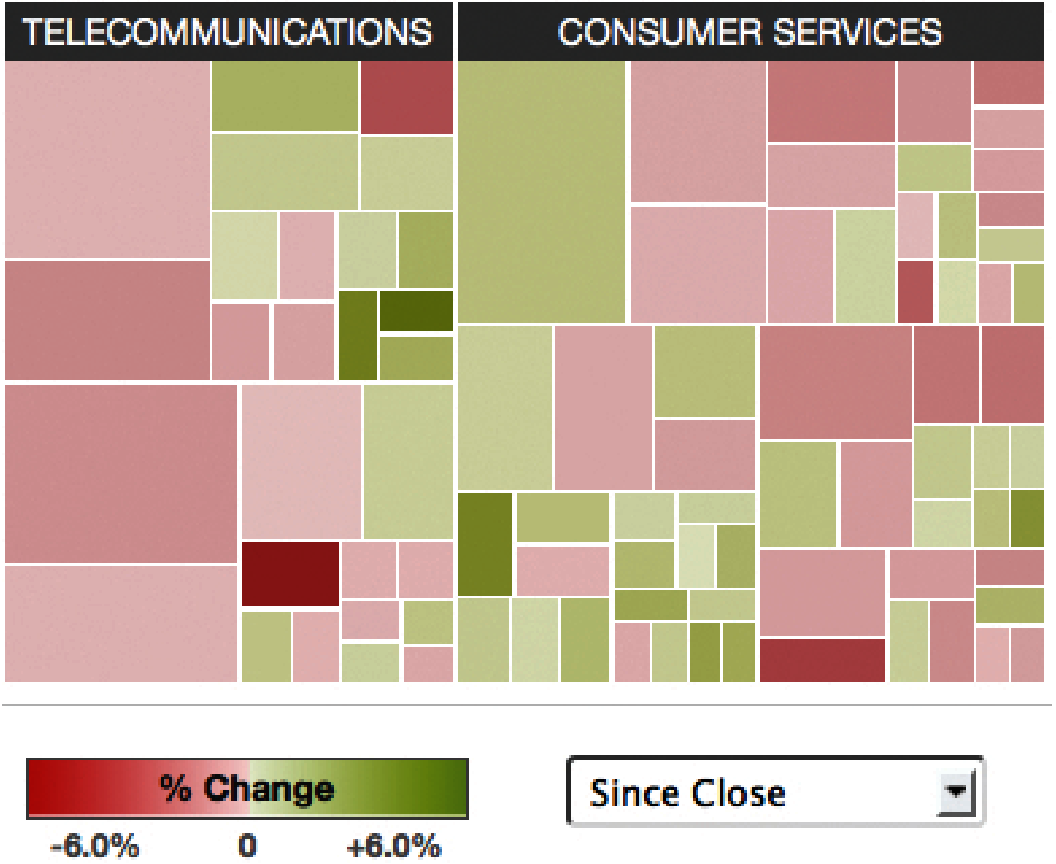 TELECOMMUNICATIONS
CONSUMER SERVICES
% Change
-6.0% 0 +6.0%
Since Close